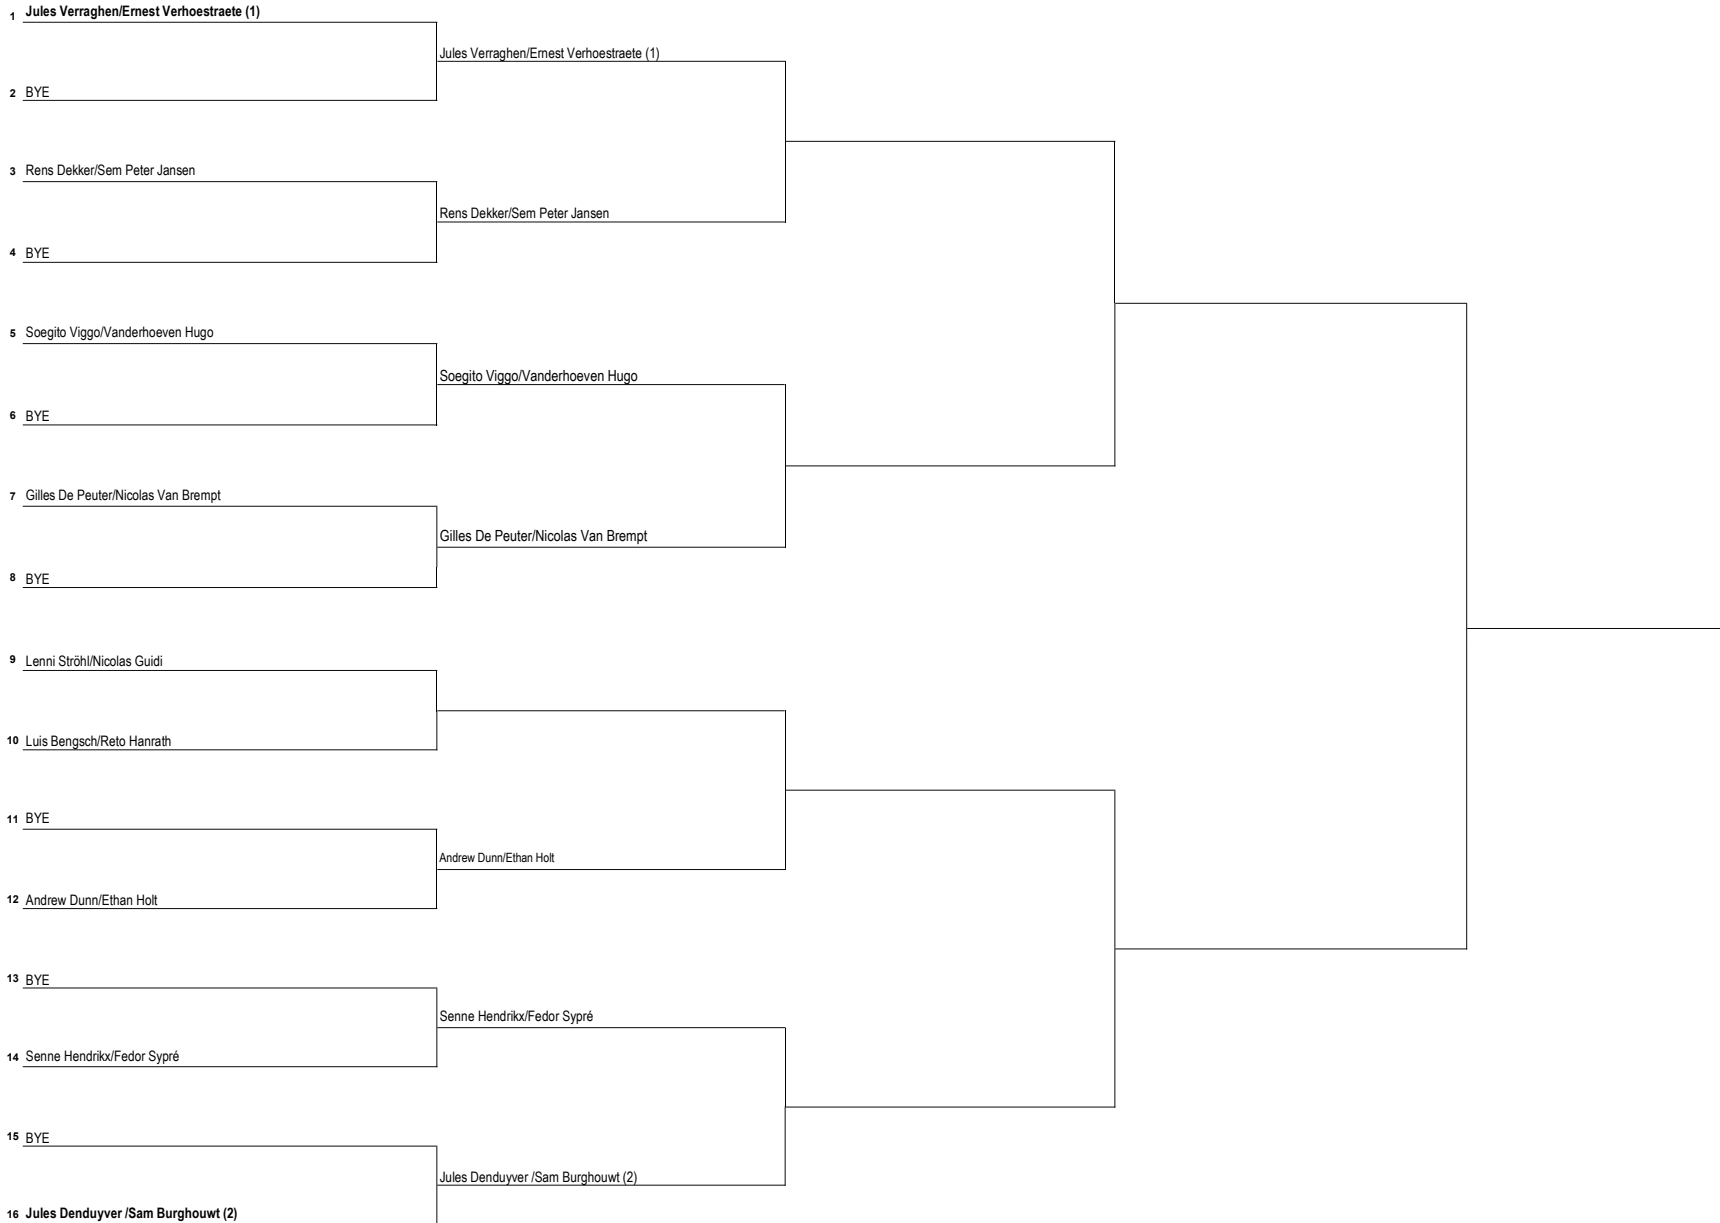 1 Jules Verraghen/Ernest Verhoestraete (1)
Jules Verraghen/Ernest Verhoestraete (1)
2 BYE
3 Rens Dekker/Sem Peter Jansen
Rens Dekker/Sem Peter Jansen
4 BYE
5 Soegito Viggo/Vanderhoeven Hugo
Soegito Viggo/Vanderhoeven Hugo
6 BYE
7 Gilles De Peuter/Nicolas Van Brempt
Gilles De Peuter/Nicolas Van Brempt
8 BYE
9 Lenni Ströhl/Nicolas Guidi
10 Luis Bengsch/Reto Hanrath
11 BYE
Andrew Dunn/Ethan Holt
12 Andrew Dunn/Ethan Holt
13 BYE
Senne Hendrikx/Fedor Sypré
14 Senne Hendrikx/Fedor Sypré
15 BYE
Jules Denduyver /Sam Burghouwt (2)
16 Jules Denduyver /Sam Burghouwt (2)